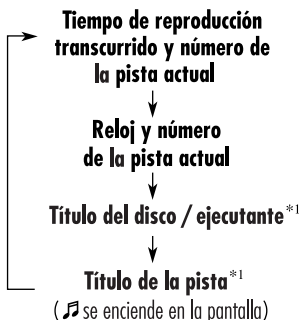 Tiempo de reproducción
transcurrido y número de
la pista actual
Reloj y número
de la pista actual
Título del disco / ejecutante*1
Título de la pista*1
(♫ se enciende en la pantalla)